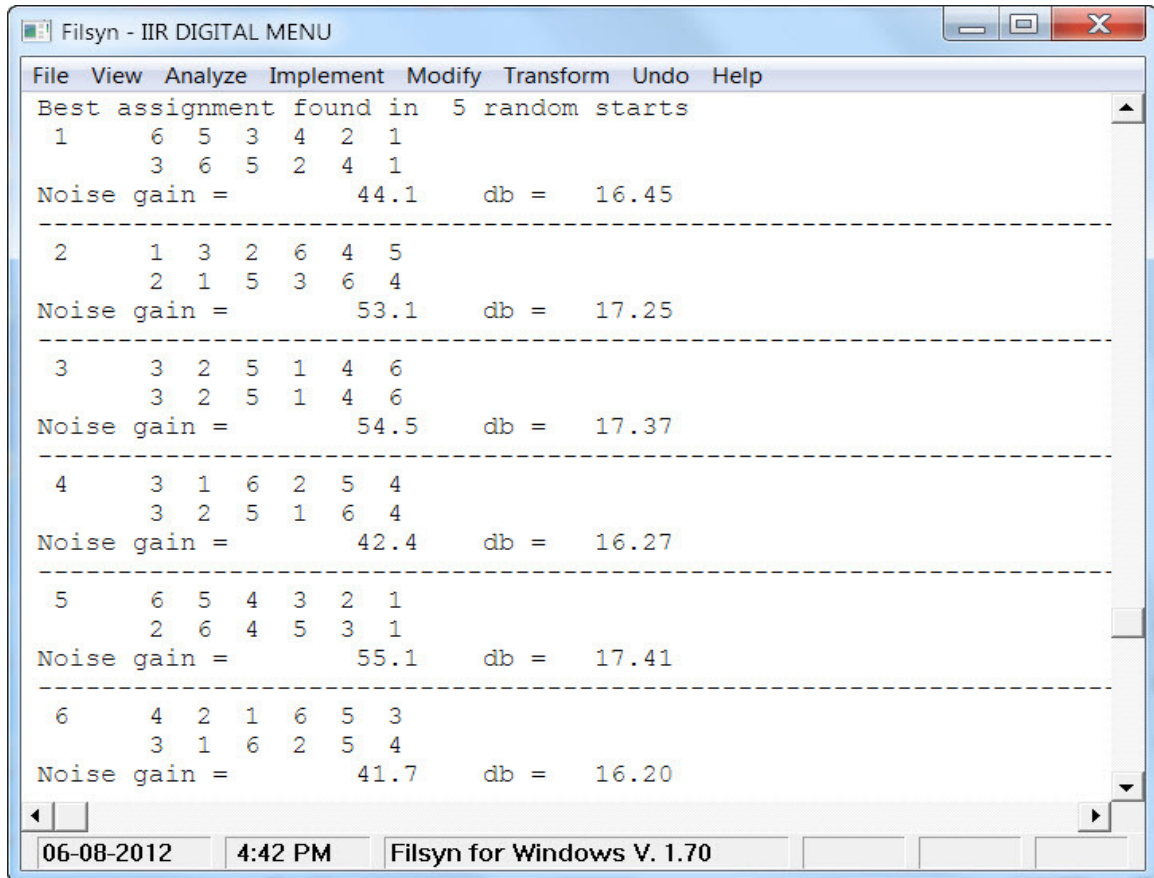 Filsyn - IIR DIGITAL MENU
File View Analyze Implement Modify Transform Undo Help
Best assignment found in 5 random starts
1 6 5 3 4 2 1
3 6 5 2 4 1
Noise gain = 44.1 db = 16.45
--------------------------------------------------------------------
2 1 3 2 6 4 5
2 1 5 3 6 4
Noise gain = 53.1 db = 17.25
--------------------------------------------------------------------
3 3 2 5 1 4 6
3 2 5 1 4 6
Noise gain = 54.5 db = 17.37
--------------------------------------------------------------------
4 3 1 6 2 5 4
3 2 5 1 6 4
Noise gain = 42.4 db = 16.27
--------------------------------------------------------------------
5 6 5 4 3 2 1
2 6 4 5 3 1
Noise gain = 55.1 db = 17.41
--------------------------------------------------------------------
6 4 2 1 6 5 3
3 1 6 2 5 4
Noise gain = 41.7 db = 16.20
06-08-2012 4:42 PM Filsyn for Windows V. 1.70